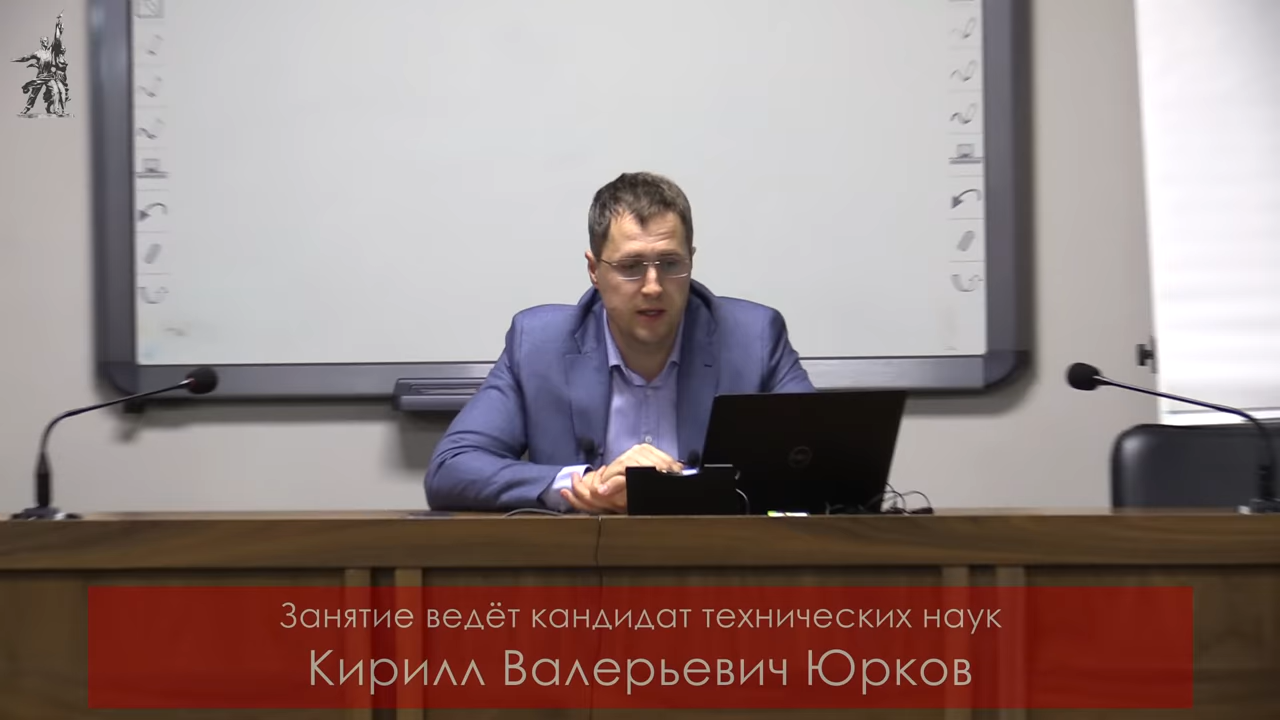 Занятие ведёт кандидат технических наук
Кирилл Валерьевич Юрков